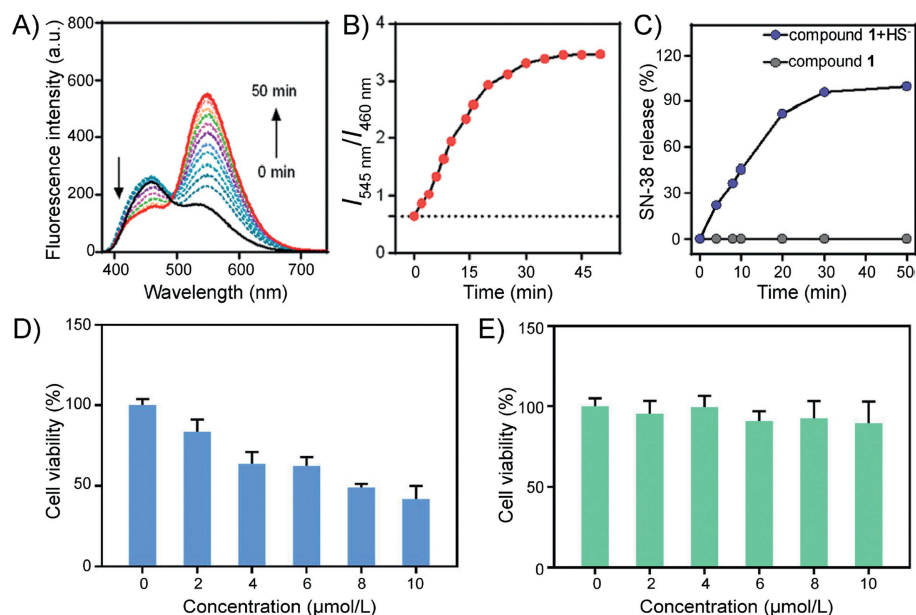 A)
800
600
400
200
0
Fluorescence intensity (a.u.)
50 min
0 min
400 500 600 700
Wavelength (nm)
B)
4
3
2
1
0
I545 nm/I460 nm
0 15 30 45
Time (min)
C)
compound 1+HS-
compound 1
120
90
60
30
0
SN-38 release (%)
0 10 20 30 40 50
Time (min)
D)
150
100
50
0
Cell viability (%)
0 2 4 6 8 10
Concentration (μmol/L)
E)
150
100
50
0
Cell viability (%)
0 2 4 6 8 10
Concentration (μmol/L)